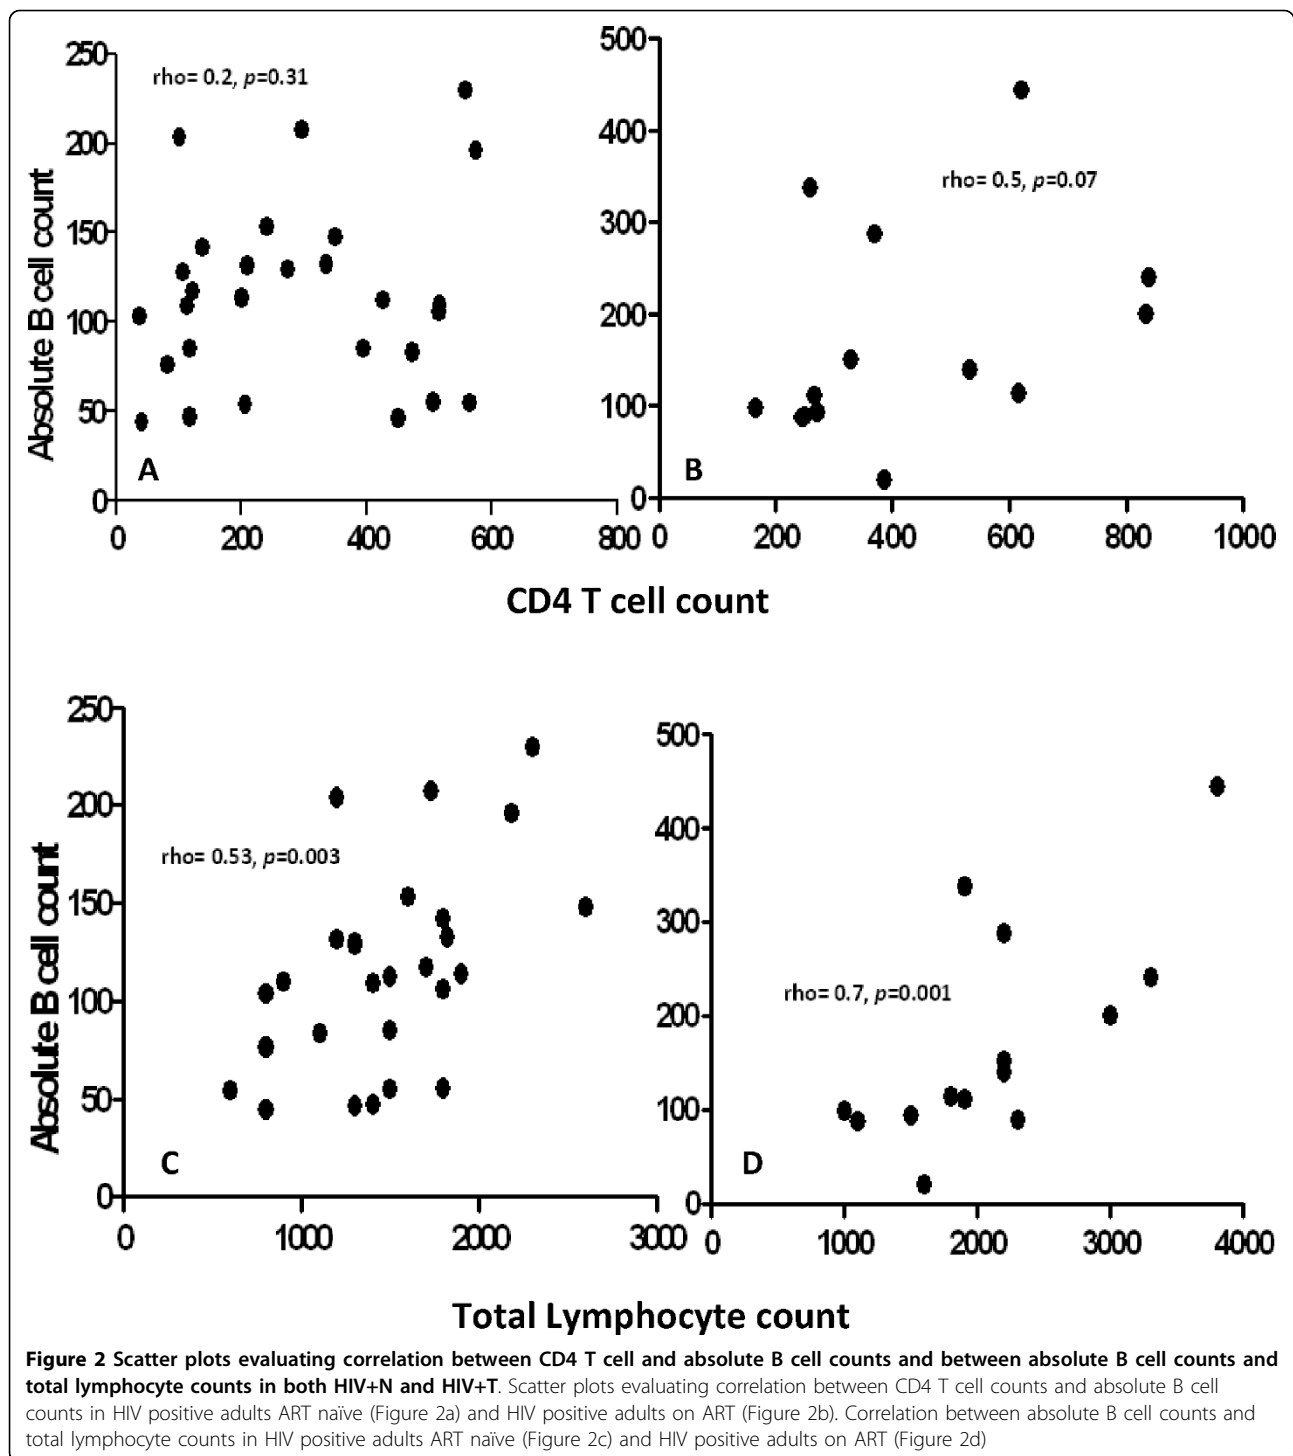 250
200
150
100
50
0
Absolute B cell count
rho= 0.2, p=0.31
A
0 200 400 600 800
500
400
300
200
100
0
rho= 0.5, p=0.07
B
0 200 400 600 800 1000
CD4 T cell count
250
200
150
100
50
0
Absolute B cell count
rho= 0.53, p=0.003
C
0 1000 2000 3000
500
400
300
200
100
0
rho= 0.7, p=0.001
D
0 1000 2000 3000 4000
Total Lymphocyte count
Figure 2 Scatter plots evaluating correlation between CD4 T cell and absolute B cell counts and between absolute B cell counts and
total lymphocyte counts in both HIV+N and HIV+T. Scatter plots evaluating correlation between CD4 T cell counts and absolute B cell
counts in HIV positive adults ART naïve (Figure 2a) and HIV positive adults on ART (Figure 2b). Correlation between absolute B cell counts and
total lymphocyte counts in HIV positive adults ART naïve (Figure 2c) and HIV positive adults on ART (Figure 2d)